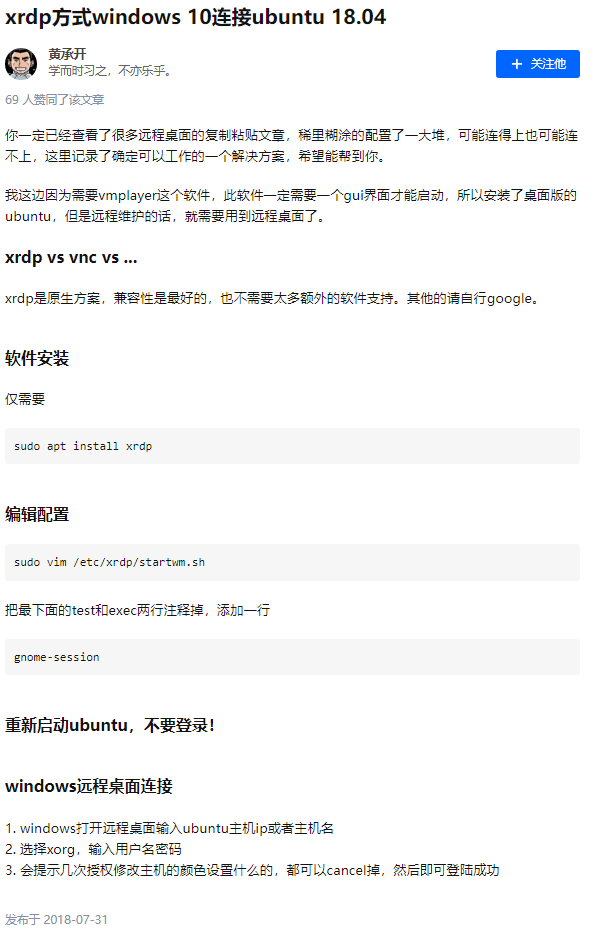 xrdp方式windows 10连接ubuntu 18.04
黄承开
学而时习之，不亦乐乎。
+ 关注他
69 人赞同了该文章
你一定已经查看了很多远程桌面的复制粘贴文章，稀里糊涂的配置了一大堆，可能连得上也可能连
不上，这里记录了确定可以工作的一个解决方案，希望能帮到你。
我这边因为需要vmplayer这个软件，此软件一定需要一个gui界面才能启动，所以安装了桌面版的
ubuntu，但是远程维护的话，就需要用到远程桌面了。
xrdp vs vnc vs ...
xrdp是原生方案，兼容性是最好的，也不需要太多额外的软件支持。其他的请自行google。
软件安装
仅需要
sudo apt install xrdp
编辑配置
sudo vim /etc/xrdp/startwm.sh
把最下面的test和exec两行注释掉，添加一行
gnome-session
重新启动ubuntu，不要登录！
windows远程桌面连接
1. windows打开远程桌面输入ubuntu主机ip或者主机名
2. 选择xorg，输入用户名密码
3. 会提示几次授权修改主机的颜色设置什么的，都可以cancel掉，然后即可登陆成功
发布于 2018-07-31